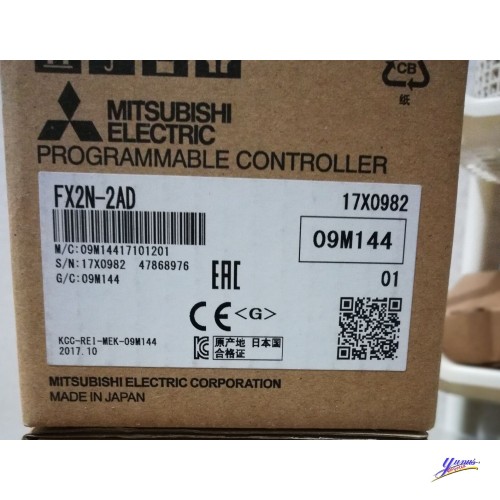 CB
纸
MITSUBISHI
ELECTRIC
PROGRAMMABLE CONTROLLER
FX2N-2AD
17X0982
M/C:09M14417101201
S/N:17X0982 47868976
G/C:09M144
09M144
01
EAC
CE <G>
KCC-REI-MEK-09M144
2017.10
原产地 日本国
合格证
MITSUBISHI ELECTRIC CORPORATION
MADE IN JAPAN